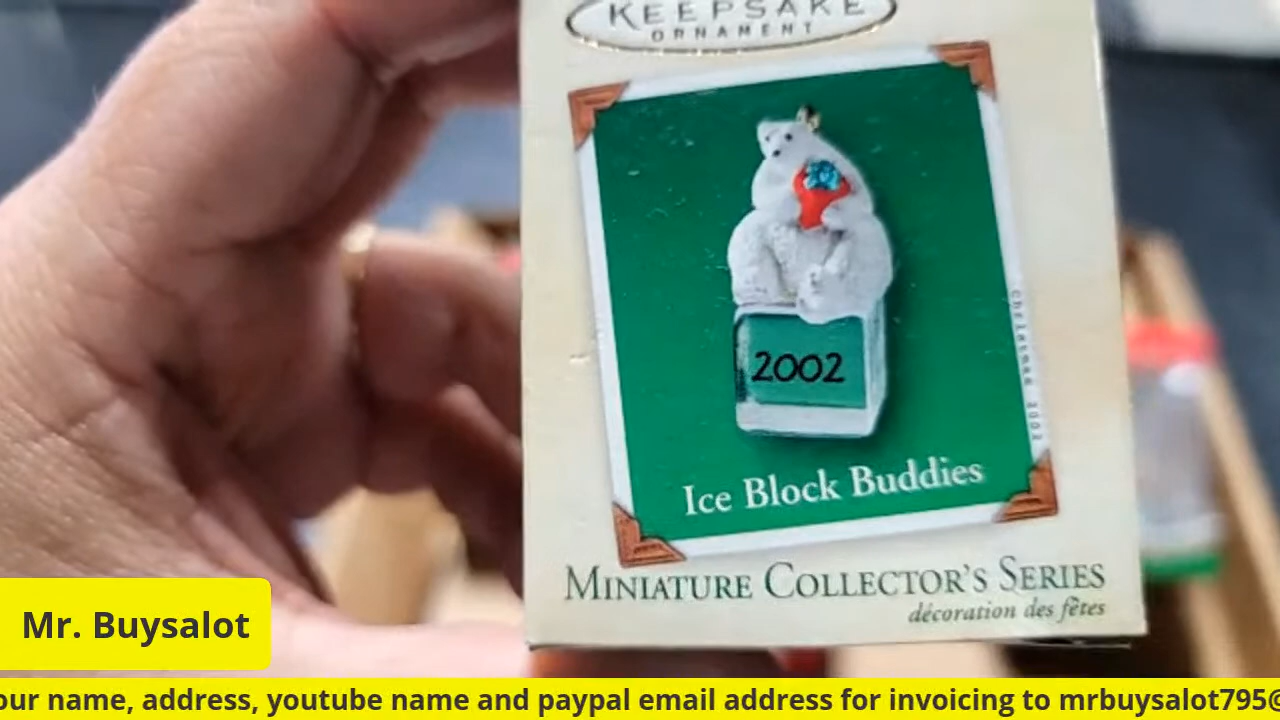 KEEPSAKE
ORNAMENT
2002
Ice Block Buddies
MINIATURE COLLECTOR'S SERIES
décoration des fêtes
Mr. Buysalot
our name, address, youtube name and paypal email address for invoicing to mrbuysalot795@